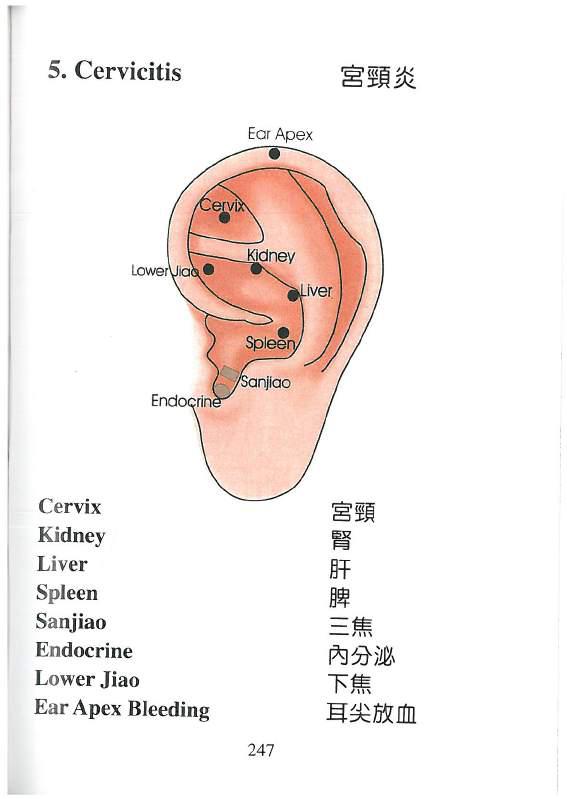 5. Cervicitis 宮頸炎
Ear Apex
Cervix
Kidney
Lower Jiao
Liver
Spleen
Sanjiao
Endocrine
Cervix 宮頸
Kidney 腎
Liver 肝
Spleen 脾
Sanjiao 三焦
Endocrine 內分泌
Lower Jiao 下焦
Ear Apex Bleeding 耳尖放血
247